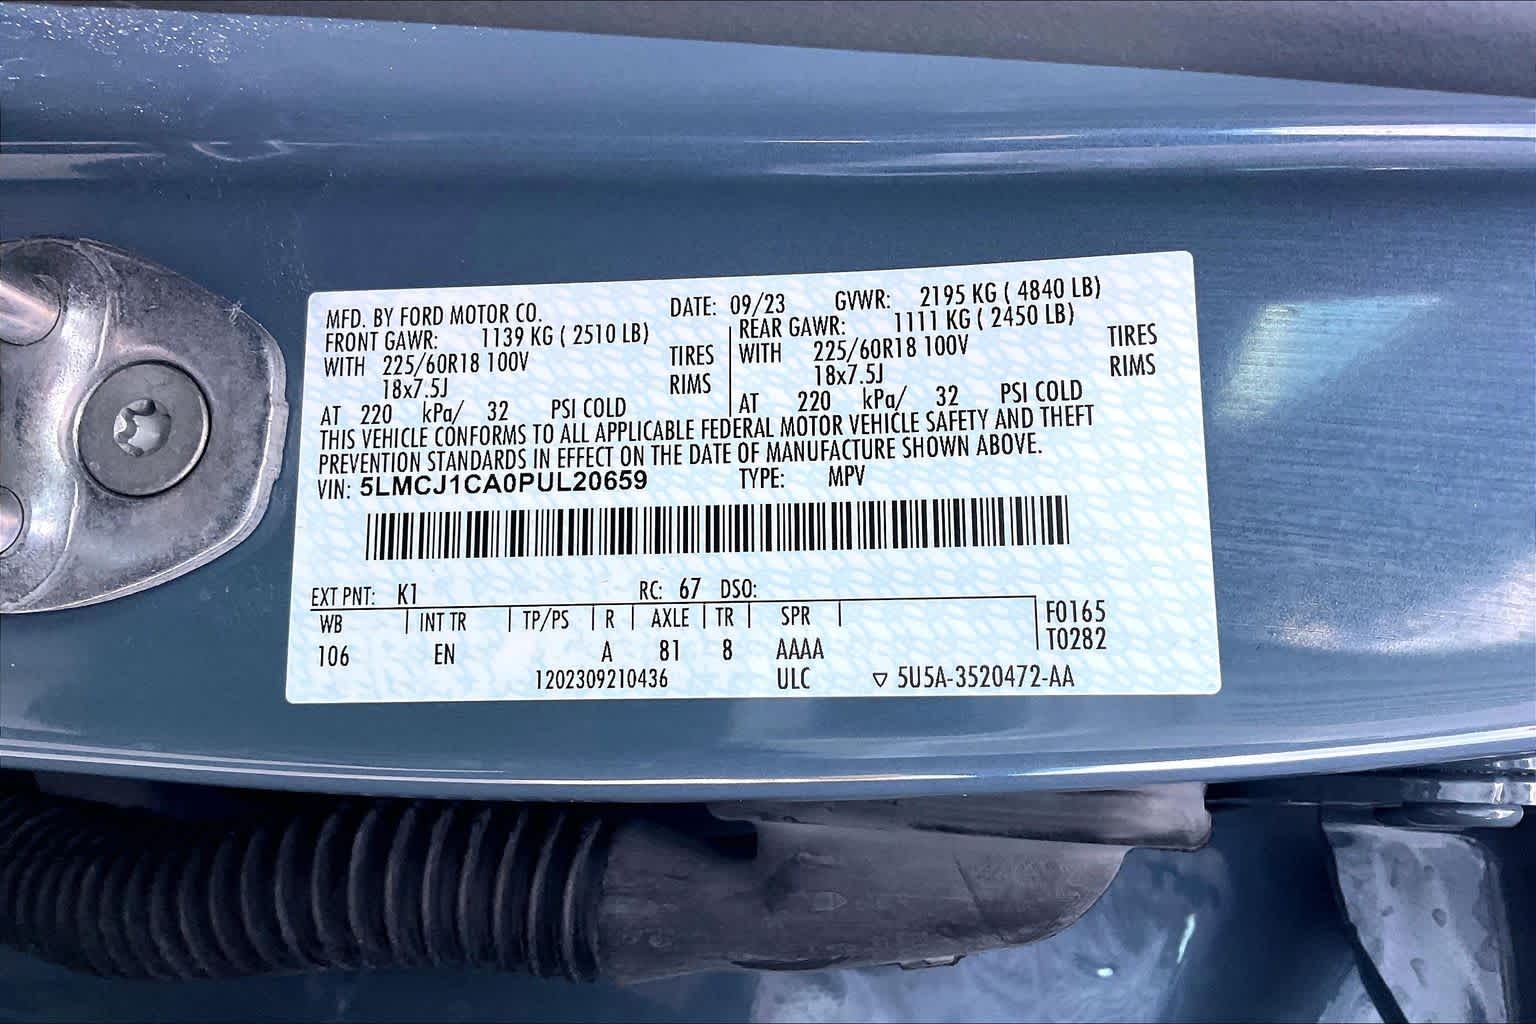 MFD. BY FORD MOTOR CO. DATE: 09/23 GVWR: 2195 KG ( 4840 LB)
FRONT GAWR: 1139 KG ( 2510 LB) REAR GAWR: 1111 KG ( 2450 LB)
WITH 225/60R18 100V TIRES WITH 225/60R18 100V TIRES
18x7.5J RIMS 18x7.5J RIMS
AT 220 kPa/ 32 PSI COLD AT 220 kPa/ 32 PSI COLD
THIS VEHICLE CONFORMS TO ALL APPLICABLE FEDERAL MOTOR VEHICLE SAFETY AND THEFT
PREVENTION STANDARDS IN EFFECT ON THE DATE OF MANUFACTURE SHOWN ABOVE.
VIN: 5LMCJ1CA0PUL20659 TYPE: MPV
EXT PNT: K1 RC: 67 DSO:
WB INT TR TP/PS R AXLE TR SPR F0165
106 EN A 81 8 AAAA T0282
1202309210436 ULC ▽ 5U5A-3520472-AA